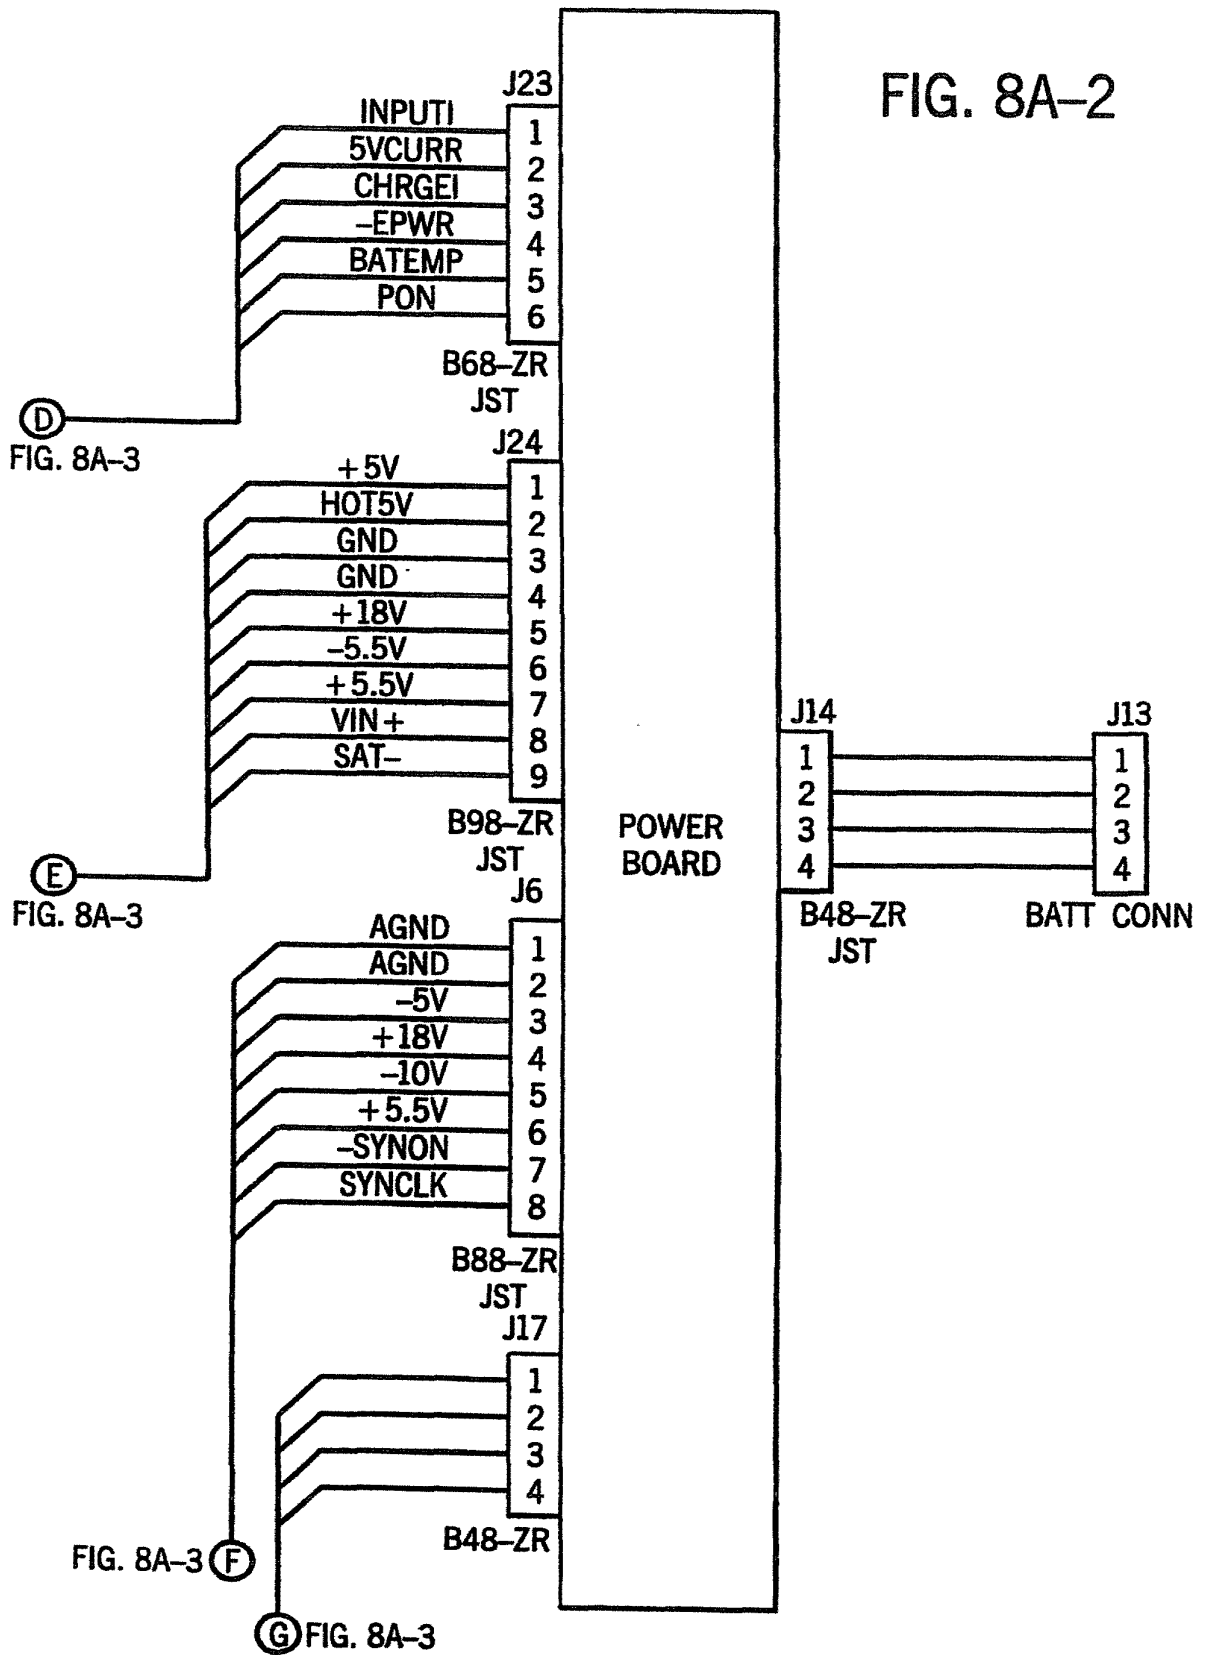 FIG. 8A–2
J23
INPUTI 1
5VCURR 2
CHRGEI 3
–EPWR 4
BATEMP 5
PON 6
B68–ZR
JST
D
FIG. 8A–3
J24
+5V 1
HOT5V 2
GND 3
GND 4
+18V 5
–5.5V 6
+5.5V 7
VIN+ 8
SAT– 9
B98–ZR
JST
E
FIG. 8A–3
J6
AGND 1
AGND 2
–5V 3
+18V 4
–10V 5
+5.5V 6
–SYNON 7
SYNCLK 8
B88–ZR
JST
J17
1
2
3
4
B48–ZR
FIG. 8A–3 F
G FIG. 8A–3
POWER
BOARD
J14
1
2
3
4
B48–ZR
JST
J13
1
2
3
4
BATT CONN